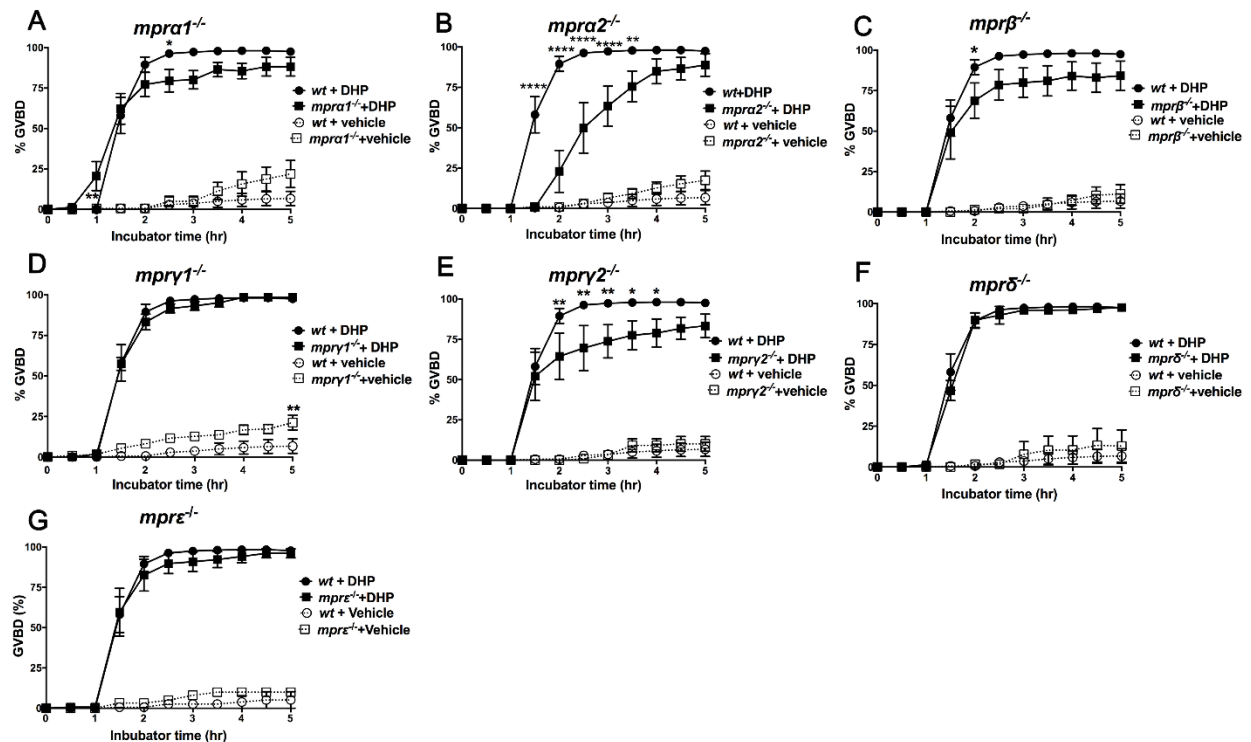 A
mprα1-/-
% GVBD
100
75
50
25
0
*
**
0 1 2 3 4 5
Incubator time (hr)
wt + DHP
mprα1-/-+DHP
wt + vehicle
mprα1-/-+vehicle
B
mprα2-/-
% GVBD
100
75
50
25
0
**** **** **** **** **
0 1 2 3 4 5
Incubator time (hr)
wt+DHP
mprα2-/-+ DHP
wt + vehicle
mprα2-/-+ vehicle
C
mprβ-/-
% GVBD
100
75
50
25
0
*
0 1 2 3 4 5
Incubator time (hr)
wt + DHP
mprβ-/-+DHP
wt + vehicle
mprβ-/-+vehicle
D
mprγ1-/-
% GVBD
100
75
50
25
0
**
0 1 2 3 4 5
Incubator time (hr)
wt + DHP
mprγ1-/-+ DHP
wt + vehicle
mprγ1-/-+vehicle
E
mprγ2-/-
% GVBD
100
75
50
25
0
** ** ** * *
0 1 2 3 4 5
Incubator time (hr)
wt + DHP
mprγ2-/-+ DHP
wt + vehicle
mprγ2-/-+vehicle
F
mprδ-/-
% GVBD
100
75
50
25
0
0 1 2 3 4 5
Incubator time (hr)
wt + DHP
mprδ-/-+ DHP
wt + vehicle
mprδ-/-+vehicle
G
mprε-/-
GVBD (%)
100
75
50
25
0
0 1 2 3 4 5
Inbubator time (hr)
wt + DHP
mprε-/-+DHP
wt + Vehicle
mprε-/-+Vehicle